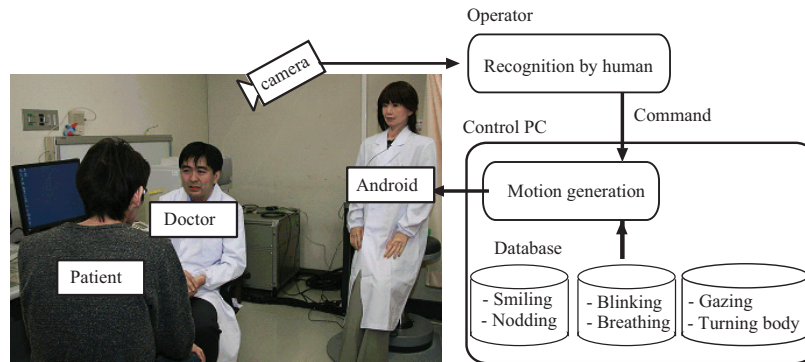 Operator
camera
Recognition by human
Command
Control PC
Android
Motion generation
Doctor
Patient
Database
- Smiling
- Nodding
- Blinking
- Breathing
- Gazing
- Turning body